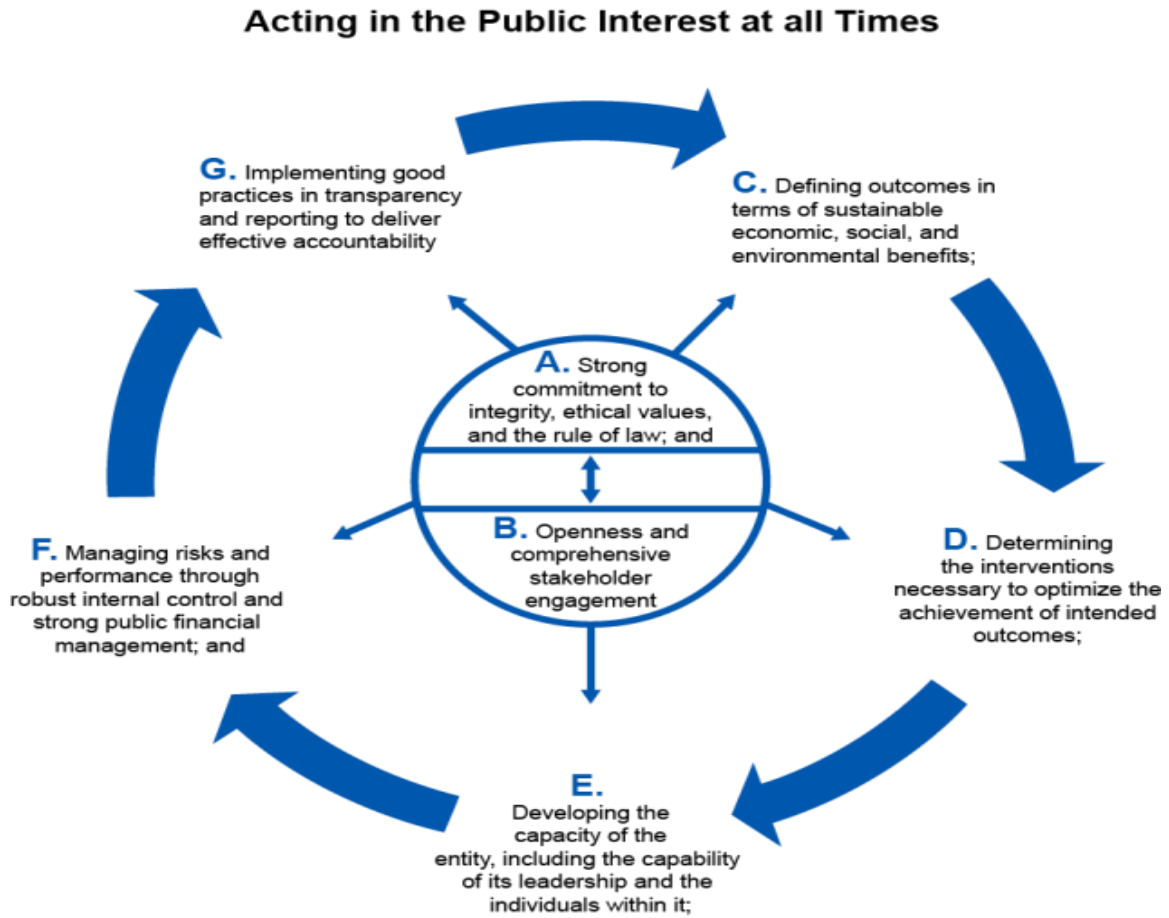 Acting in the Public Interest at all Times
G. Implementing good
practices in transparency
and reporting to deliver
effective accountability
C. Defining outcomes in
terms of sustainable
economic, social, and
environmental benefits;
A. Strong
commitment to
integrity, ethical values,
and the rule of law; and
B. Openness and
comprehensive
stakeholder
engagement
D. Determining
the interventions
necessary to optimize the
achievement of intended
outcomes;
E.
Developing the
capacity of the
entity, including the capability
of its leadership and the
individuals within it;
F. Managing risks and
performance through
robust internal control and
strong public financial
management; and